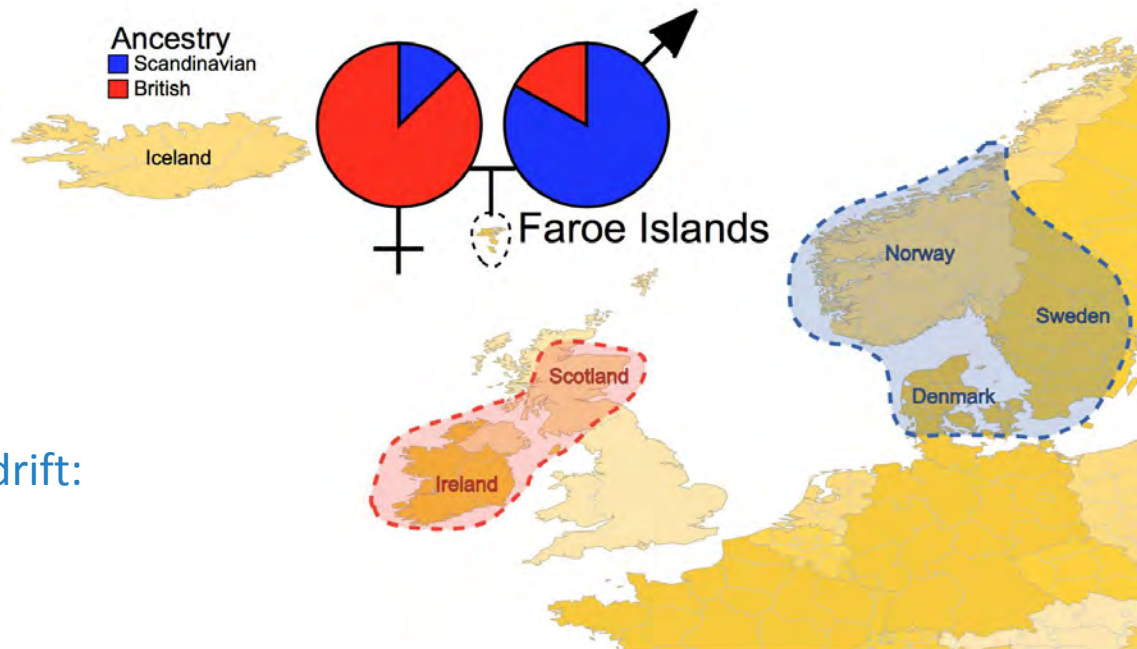 Ancestry
Scandinavian
British
Iceland
Faroe Islands
Norway
Sweden
Scotland
Denmark
drift:
Ireland